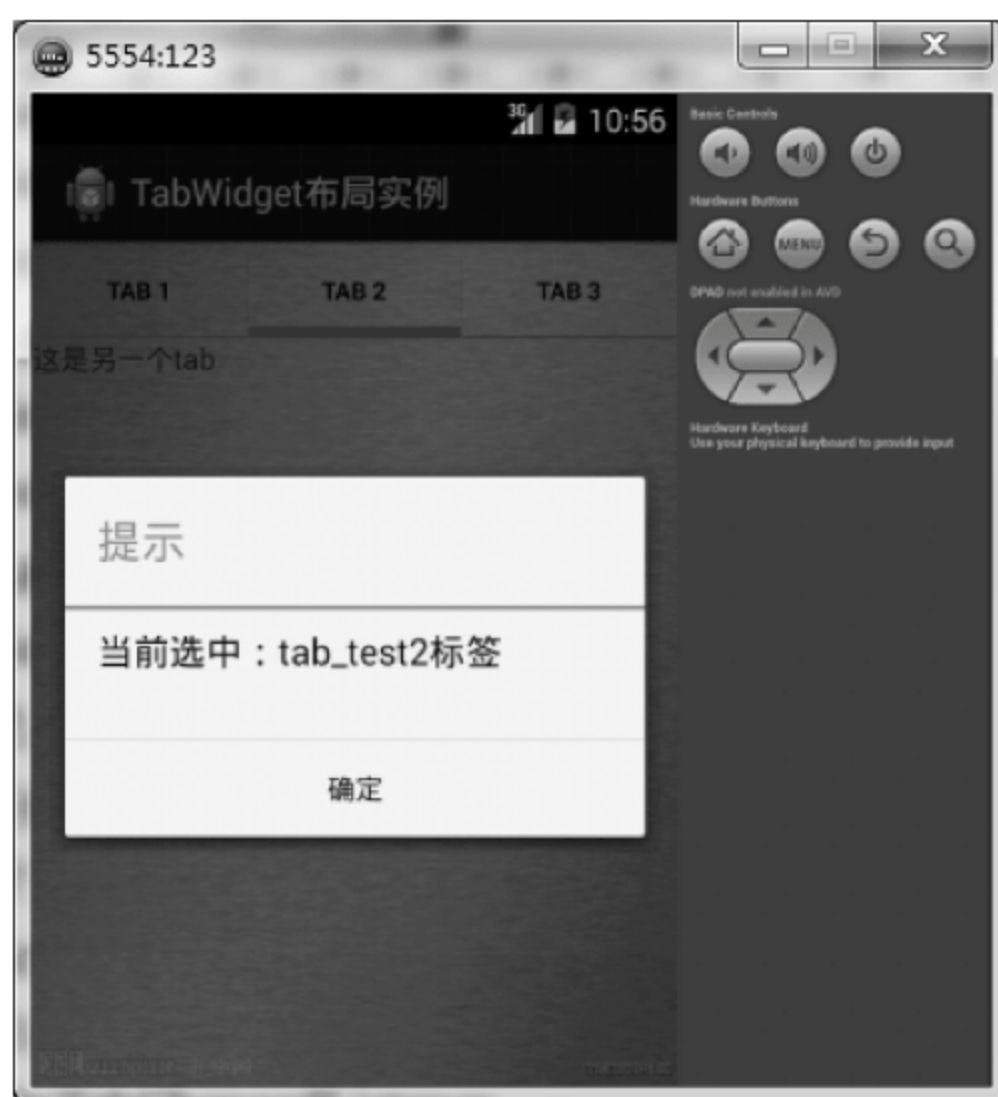 5554:123
3G 10:56
TabWidget布局实例
TAB 1 TAB 2 TAB 3
这是另一个tab
提示
当前选中：tab_test2标签
确定
Basic Controls
Hardware Buttons
MENU
DPAD not enabled in AVD
Hardware Keyboard
Use your physical keyboard to provide input